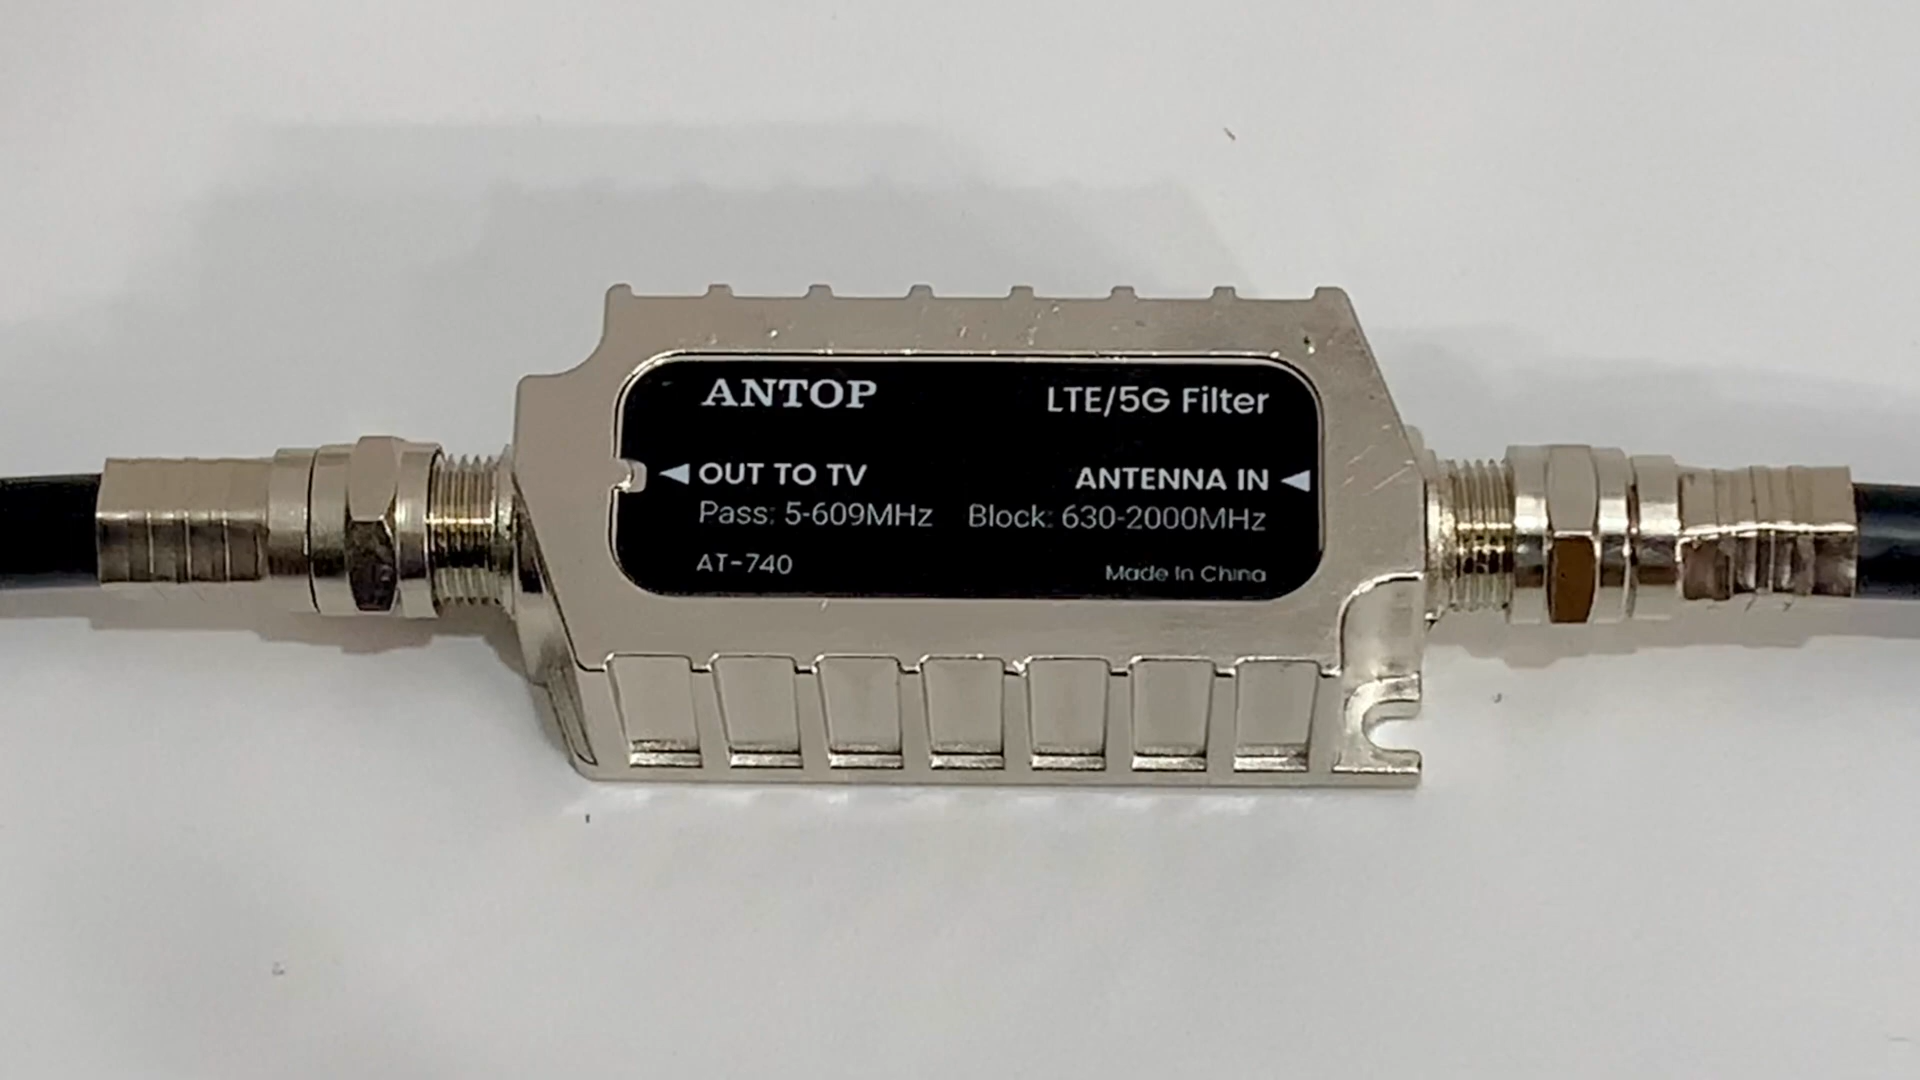 ANTOP LTE/5G Filter
OUT TO TV ANTENNA IN
Pass: 5-609MHz Block: 630-2000MHz
AT-740 Made In China